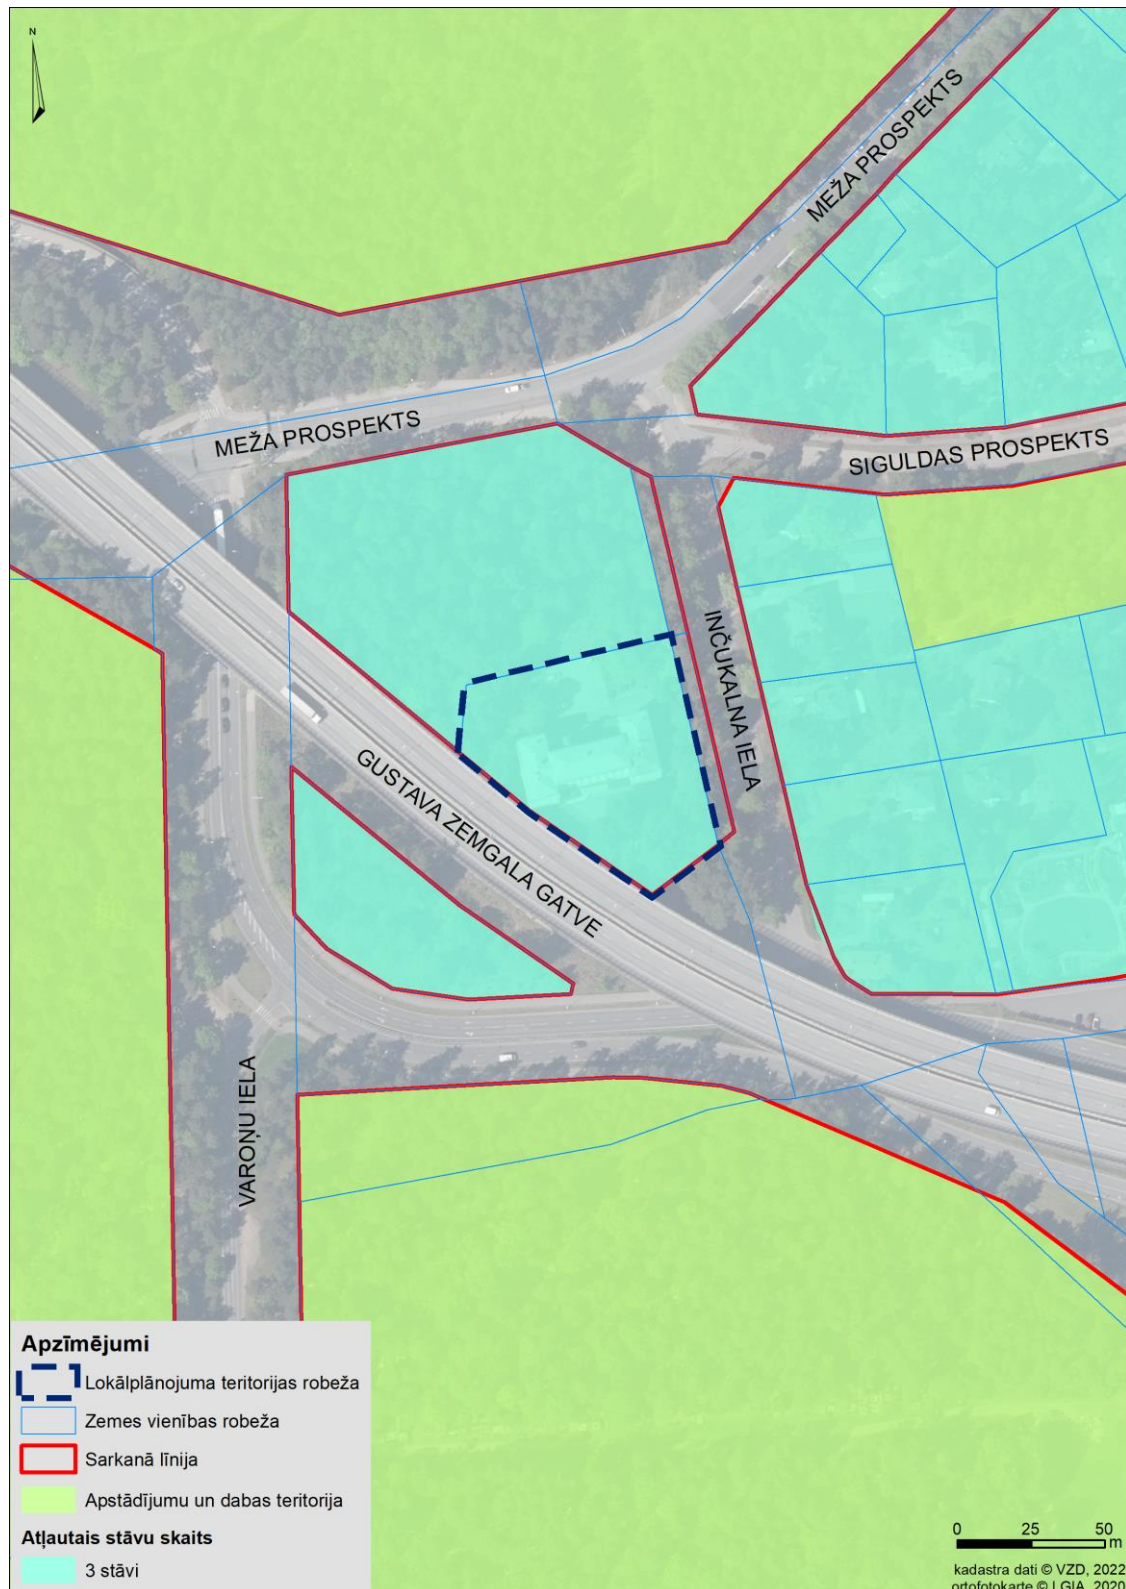 N
MEŽA PROSPEKTS
MEŽA PROSPEKTS
SIGULDAS PROSPEKTS
INČUKALNA IELA
GUSTAVA ZEMGALA GATVE
VAROŅU IELA
Apzīmējumi
Lokālplānojuma teritorijas robeža
Zemes vienības robeža
Sarkanā līnija
Apstādījumu un dabas teritorija
Atļautais stāvu skaits
3 stāvi
0 25 50
m
kadastra dati © VZD, 2022
ortofotokarte © LĢIA, 2020